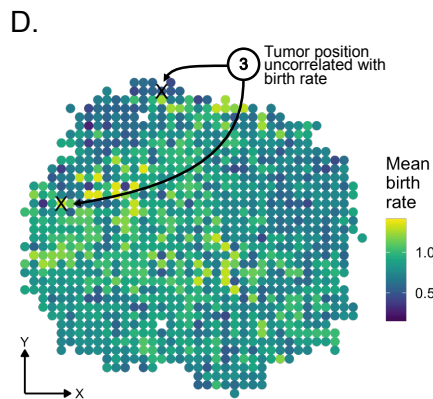 D.
3
Tumor position
uncorrelated with
birth rate
X
X
Mean
birth
rate
1.0
0.5
Y
X